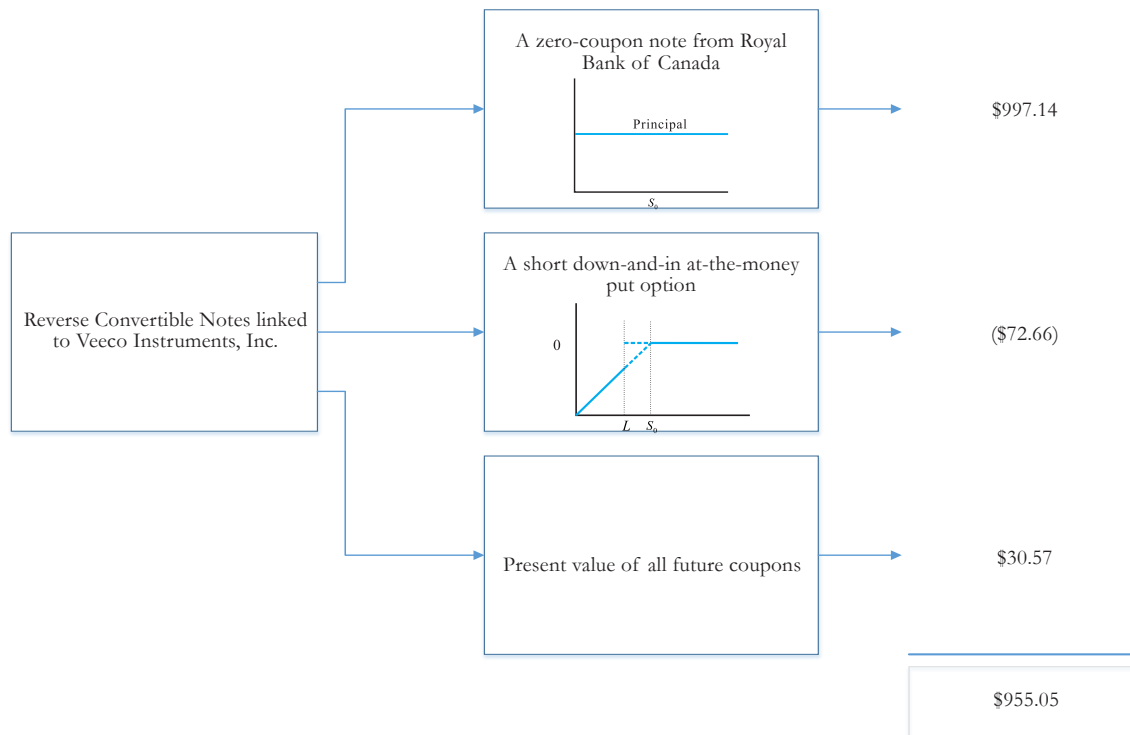 A zero-coupon note from Royal
Bank of Canada
Principal
S₀
$997.14
Reverse Convertible Notes linked
to Veeco Instruments, Inc.
A short down-and-in at-the-money
put option
0
L S₀
($72.66)
Present value of all future coupons
$30.57
$955.05